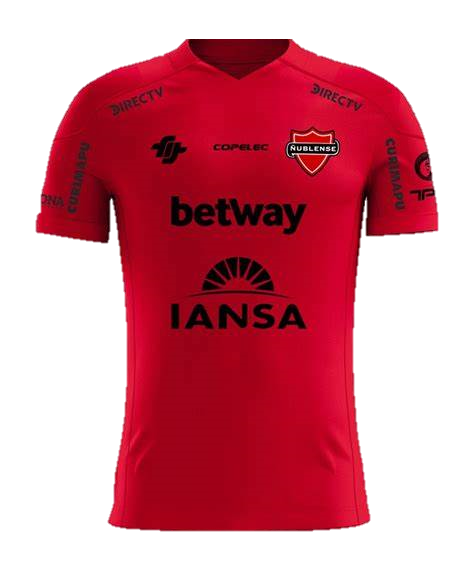 DIRECTV
DIRECTV
COPELEC
ÑUBLENSE
CURIMAPU
CURIMAPU
betway
IANSA